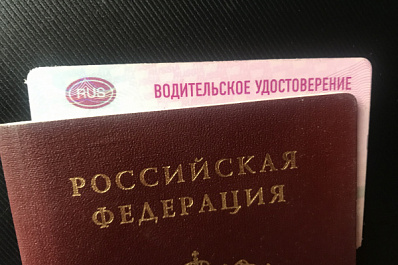 RUS ВОДИТЕЛЬСКОЕ УДОСТОВЕРЕНИЕ
РОССИЙСКАЯ
ФЕДЕРАЦИЯ